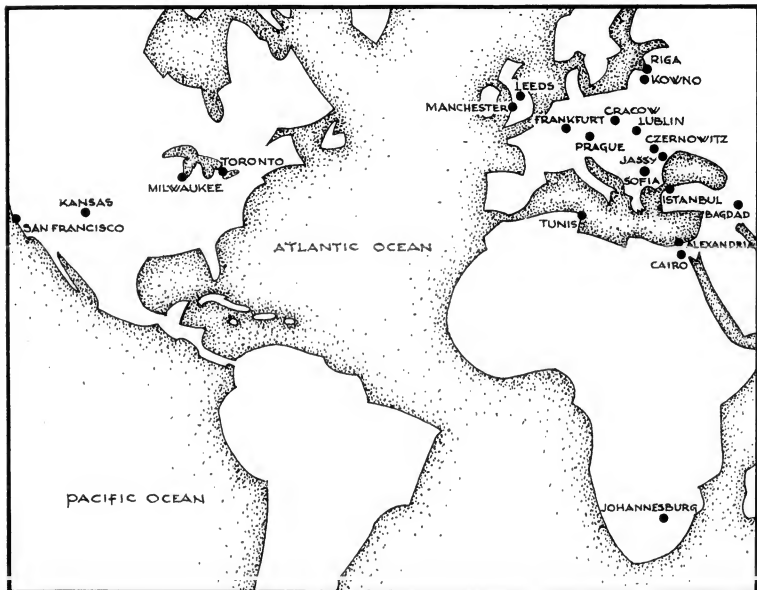 RIGA
KOWNO
LEEDS
MANCHESTER
CRACOW
FRANKFURT
LUBLIN
PRAGUE
CZERNOWITZ
JASSY
SOFIA
ISTANBUL
BAGDAD
TUNIS
ALEXANDRIA
CAIRO
TORONTO
MILWAUKEE
KANSAS
SAN FRANCISCO
ATLANTIC OCEAN
PACIFIC OCEAN
JOHANNESBURG